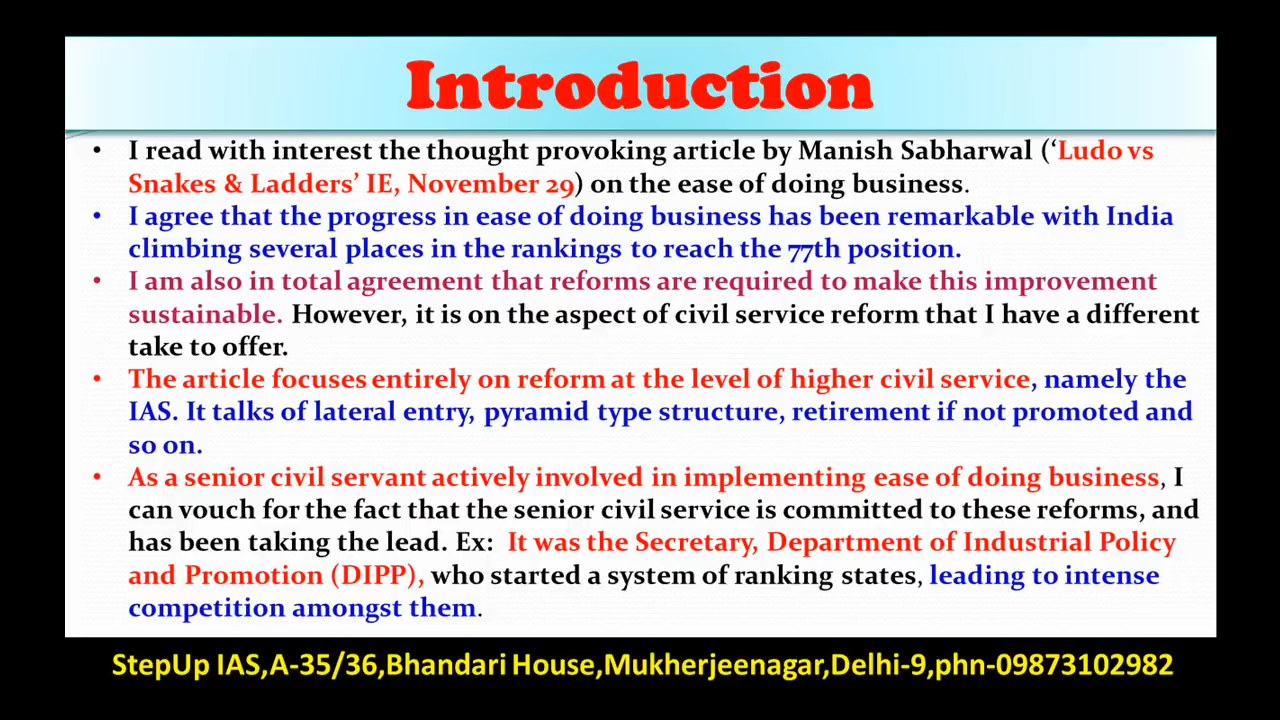 Introduction
• I read with interest the thought provoking article by Manish Sabharwal (‘Ludo vs
Snakes & Ladders’ IE, November 29) on the ease of doing business.
• I agree that the progress in ease of doing business has been remarkable with India
climbing several places in the rankings to reach the 77th position.
• I am also in total agreement that reforms are required to make this improvement
sustainable. However, it is on the aspect of civil service reform that I have a different
take to offer.
• The article focuses entirely on reform at the level of higher civil service, namely the
IAS. It talks of lateral entry, pyramid type structure, retirement if not promoted and
so on.
• As a senior civil servant actively involved in implementing ease of doing business, I
can vouch for the fact that the senior civil service is committed to these reforms, and
has been taking the lead. Ex: It was the Secretary, Department of Industrial Policy
and Promotion (DIPP), who started a system of ranking states, leading to intense
competition amongst them.
StepUp IAS,A-35/36,Bhandari House,Mukherjeenagar,Delhi-9,phn-09873102982